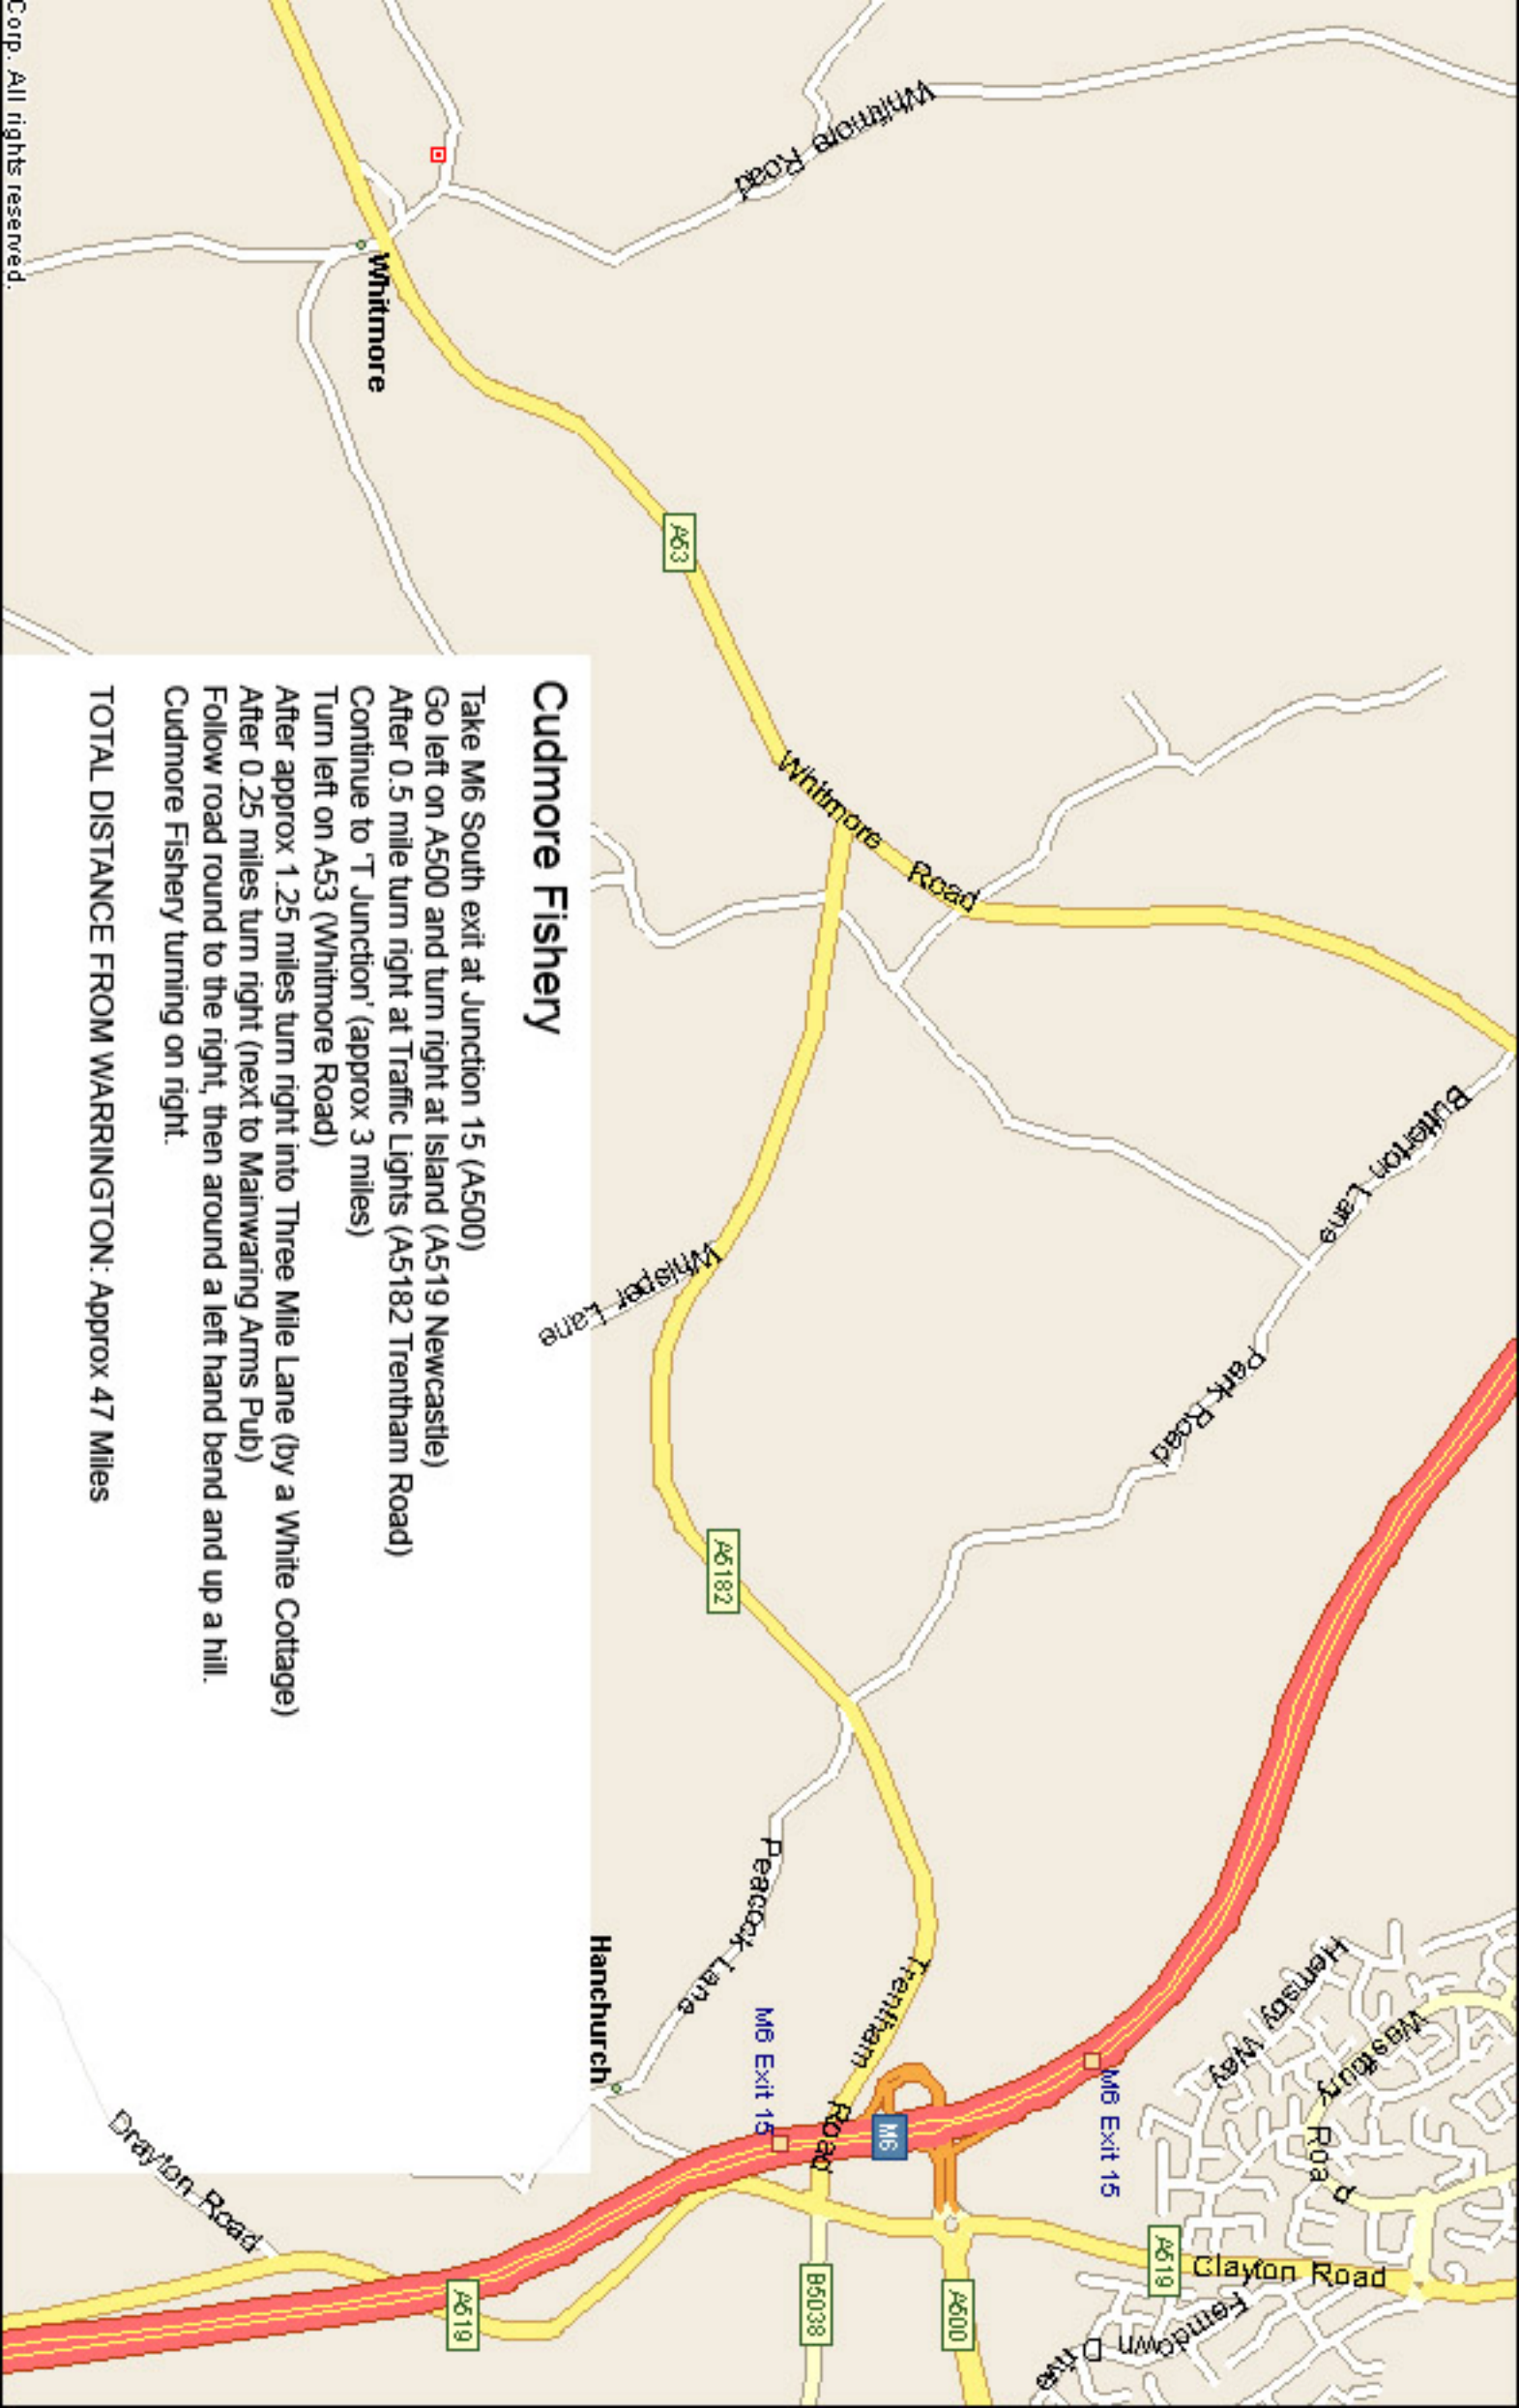 Whitmore Road
Whitmore
A53
Whitmore Road
Butterton Lane
Park Road
Whisper Lane
A5182
Peacock Lane
Hanchurch
Trentham Road
M6 Exit 15
M6
M6 Exit 15
Hemsby Way
Westbury Road
A519
Clayton Road
Ferndown Drive
A500
B5038
A519
Drayton Road
Cudmore Fishery
Take M6 South exit at Junction 15 (A500)
Go left on A500 and turn right at Island (A519 Newcastle)
After 0.5 mile turn right at Traffic Lights (A5182 Trentham Road)
Continue to 'T Junction' (approx 3 miles)
Turn left on A53 (Whitmore Road)
After approx 1.25 miles turn right into Three Mile Lane (by a White Cottage)
After 0.25 miles turn right (next to Mainwaring Arms Pub)
Follow road round to the right, then around a left hand bend and up a hill.
Cudmore Fishery turning on right.
TOTAL DISTANCE FROM WARRINGTON: Approx 47 Miles
Corp. All rights reserved.